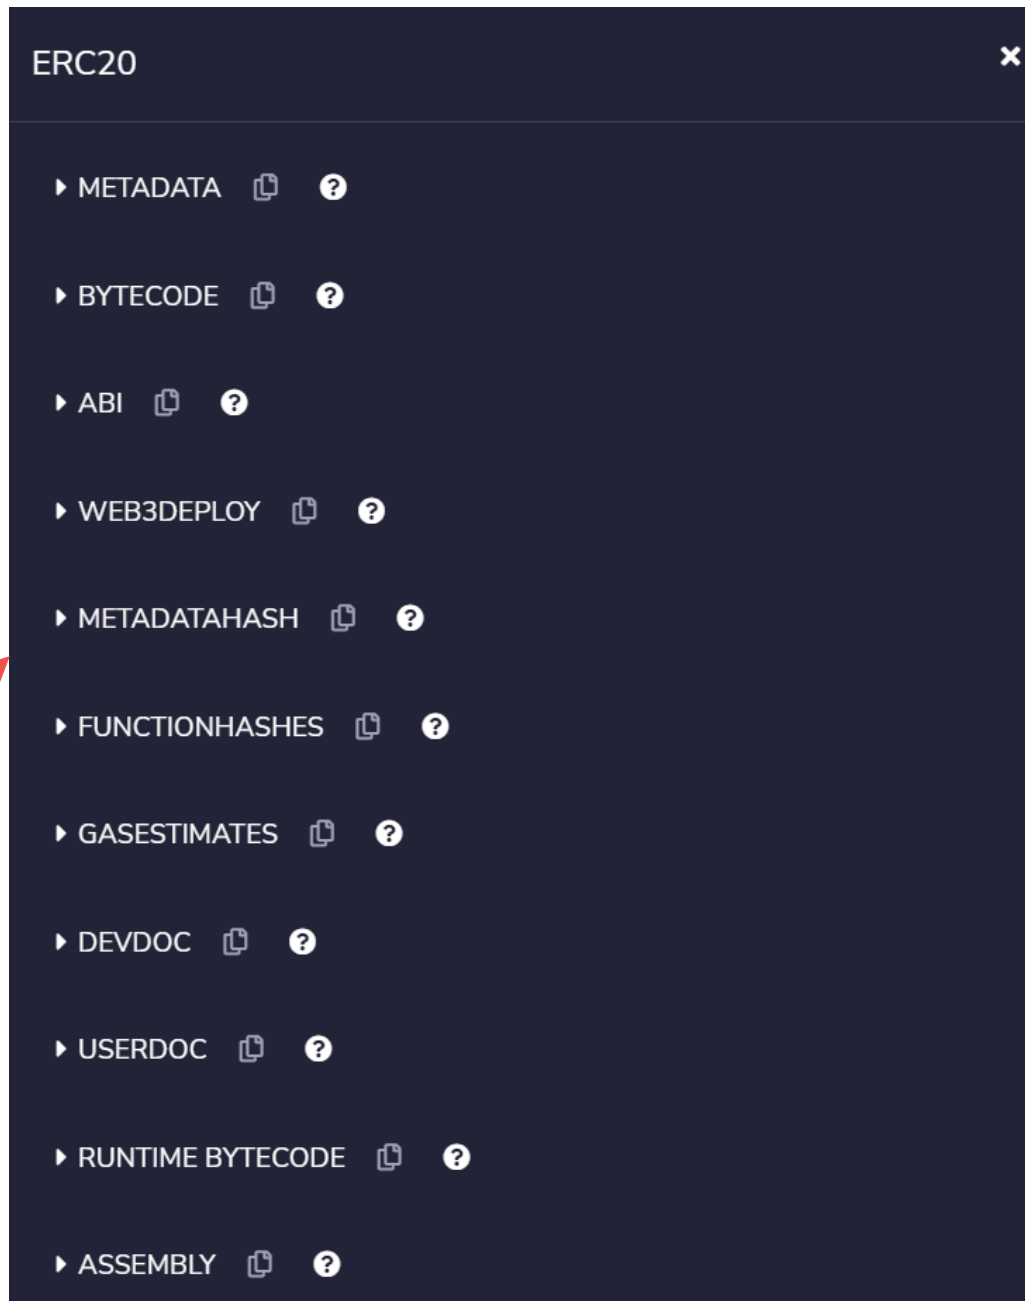 ERC20
METADATA
BYTECODE
ABI
WEB3DEPLOY
METADATAHASH
FUNCTIONHASHES
GASESTIMATES
DEVDOC
USERDOC
RUNTIME BYTECODE
ASSEMBLY